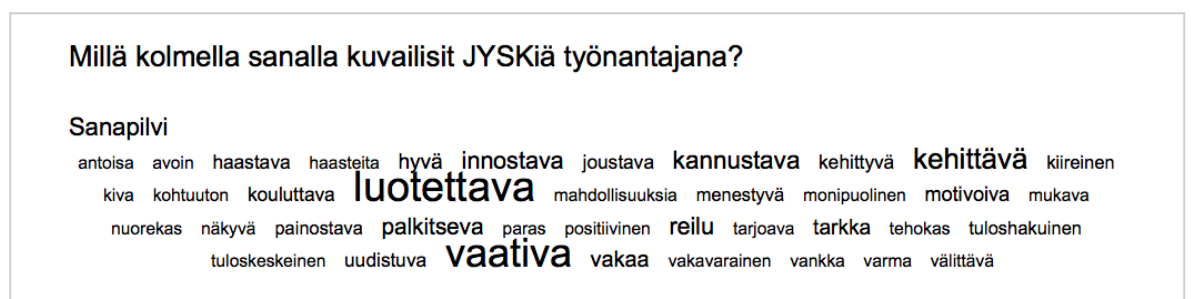 Millä kolmella sanalla kuvailisit JYSKiä työnantajana?
Sanapilvi
antoisa avoin haastava haasteita hyvä innostava joustava kannustava kehittyvä kehittävä kiireinen
kiva kohtuuton kouluttava luotettava mahdollisuuksia menestyvä monipuolinen motivoiva mukava
nuorekas näkyvä painostava palkitseva paras positiivinen reilu tarjoava tarkka tehokas tuloshakuinen
tuloskeskeinen uudistuva vaativa vakaa vakavarainen vankka varma välittävä